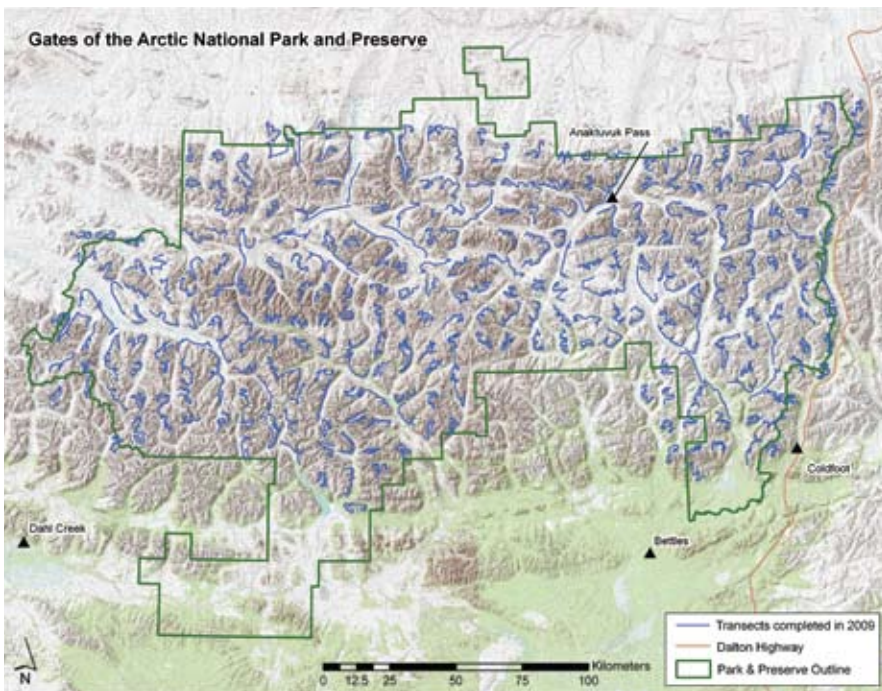 Gates of the Arctic National Park and Preserve
Anaktuvuk Pass
Coldfoot
Dahl Creek
Bettles
Transects completed in 2009
Dalton Highway
Park & Preserve Outline
Kilometers
0 12.5 25 50 75 100
N